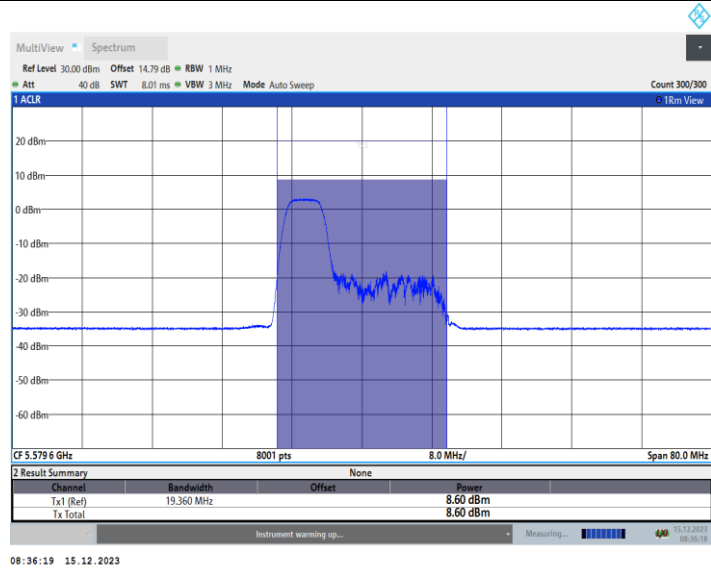 MultiView Spectrum
Ref Level 30.00 dBm Offset 14.79 dB RBW 1 MHz
Att 40 dB SWT 8.01 ms VBW 3 MHz Mode Auto Sweep Count 300/300
1 ACLR 1Rm View
20 dBm
10 dBm
0 dBm
-10 dBm
-20 dBm
-30 dBm
-40 dBm
-50 dBm
-60 dBm
CF 5.579 6 GHz 8001 pts 8.0 MHz/ Span 80.0 MHz
2 Result Summary None
Channel Bandwidth Offset Power
Tx1 (Ref) 19.360 MHz 8.60 dBm
Tx Total 8.60 dBm
Instrument warming up... Measuring... 15.12.2023
08:36:18
08:36:19 15.12.2023